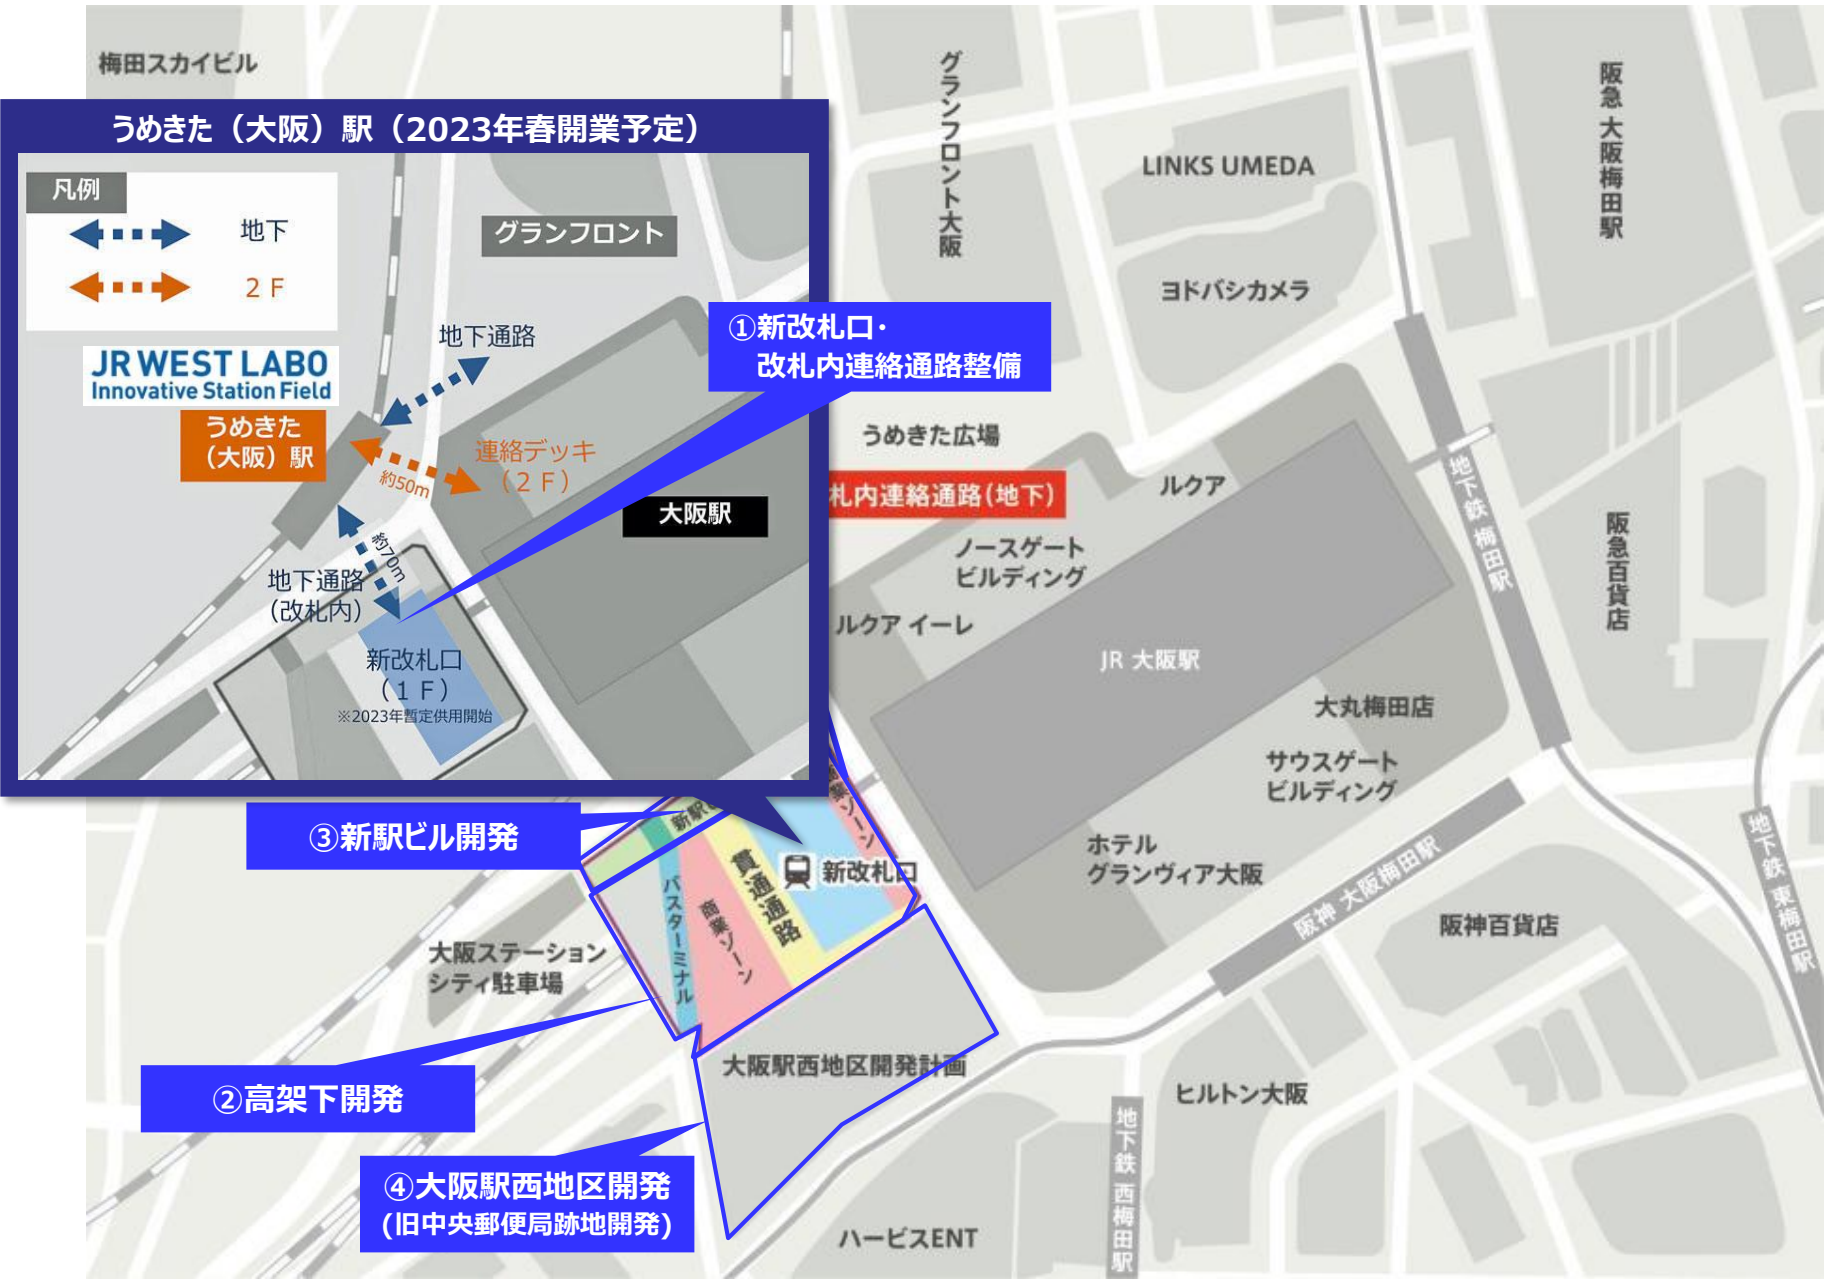 梅田スカイビル
うめきた（大阪）駅（2023年春開業予定）
凡例
地下
２Ｆ
JR WEST LABO
Innovative Station Field
うめきた
（大阪）駅
グランフロント
地下通路
連絡デッキ
（２Ｆ）
約50m
大阪駅
約70m
地下通路
（改札内）
新改札口
（１Ｆ）
※2023年暫定供用開始
①新改札口・
改札内連絡通路整備
グランフロント大阪
LINKS UMEDA
ヨドバシカメラ
阪急 大阪梅田駅
うめきた広場
札内連絡通路(地下)
ルクア
地下鉄 梅田駅
阪急百貨店
ノースゲート
ビルディング
ルクア イーレ
JR 大阪駅
大丸梅田店
サウスゲート
ビルディング
ホテル
グランヴィア大阪
阪神 大阪梅田駅
阪神百貨店
地下鉄 東梅田駅
③新駅ビル開発
新駅
業ゾーン
バスターミナル
商業ゾーン
貫通通路
新改札口
大阪ステーション
シティ駐車場
②高架下開発
大阪駅西地区開発計画
④大阪駅西地区開発
(旧中央郵便局跡地開発)
ヒルトン大阪
地下鉄 西梅田駅
ハービスENT